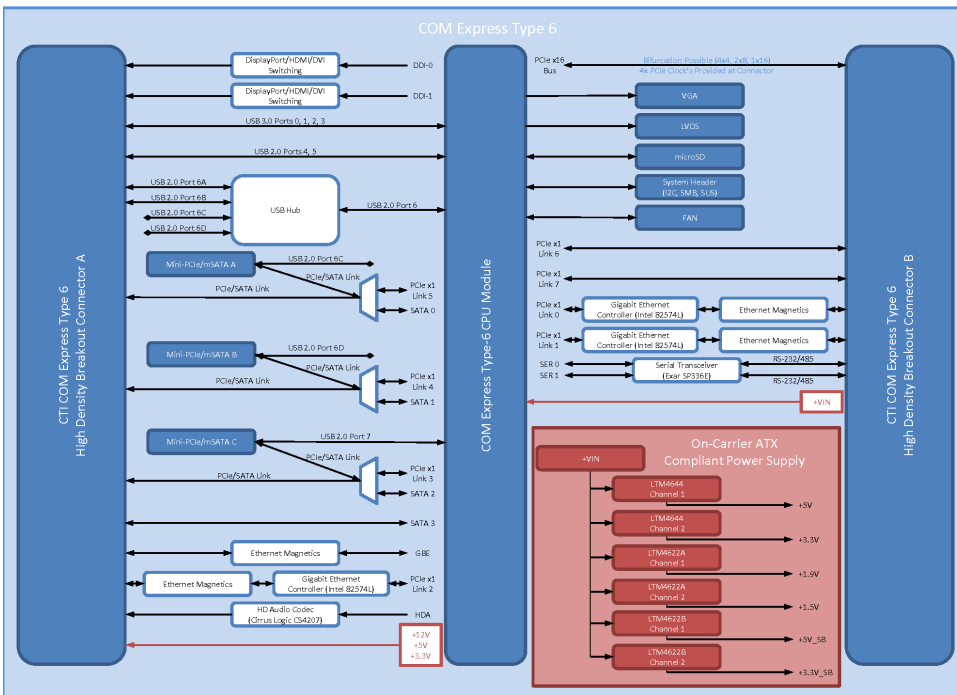 COM Express Type 6
CTI COM Express Type 6
High Density Breakout Connector A
DisplayPort/HDMI/DVI
Switching
DDI-0
DisplayPort/HDMI/DVI
Switching
DDI-1
USB 3.0 Ports 0, 1, 2, 3
USB 2.0 Ports 4, 5
USB 2.0 Port 6A
USB 2.0 Port 6B
USB 2.0 Port 6C
USB 2.0 Port 6D
USB Hub
USB 2.0 Port 6
Mini-PCIe/mSATA A
USB 2.0 Port 6C
PCIe/SATA Link
PCIe/SATA Link
PCIe x1
Link 5
SATA 0
Mini-PCIe/mSATA B
USB 2.0 Port 6D
PCIe/SATA Link
PCIe/SATA Link
PCIe x1
Link 4
SATA 1
Mini-PCIe/mSATA C
USB 2.0 Port 7
PCIe/SATA Link
PCIe/SATA Link
PCIe x1
Link 3
SATA 2
SATA 3
Ethernet Magnetics
GBE
Ethernet Magnetics
Gigabit Ethernet
Controller (Intel 82574L)
PCIe x1
Link 2
HD Audio Codec
(Cirrus Logic CS4207)
HDA
+12V
+5V
+3.3V
COM Express Type-6 CPU Module
PCIe x16
Bus
Bifurcation Possible (4x4, 2x8, 1x16)
4x PCIe Clock's Provided at Connector
VGA
LVDS
microSD
System Header
(I2C, SMB, SUS)
FAN
PCIe x1
Link 6
PCIe x1
Link 7
PCIe x1
Link 0
Gigabit Ethernet
Controller (Intel 82574L)
Ethernet Magnetics
PCIe x1
Link 1
Gigabit Ethernet
Controller (Intel 82574L)
Ethernet Magnetics
SER 0
SER 1
Serial Transceiver
(Exar SP336E)
RS-232/485
RS-232/485
+VIN
On-Carrier ATX
Compliant Power Supply
+VIN
LTM4644
Channel 1
+5V
LTM4644
Channel 2
+3.3V
LTM4622A
Channel 1
+1.9V
LTM4622A
Channel 2
+1.5V
LTM4622B
Channel 1
+5V_SB
LTM4622B
Channel 2
+3.3V_SB
CTI COM Express Type 6
High Density Breakout Connector B